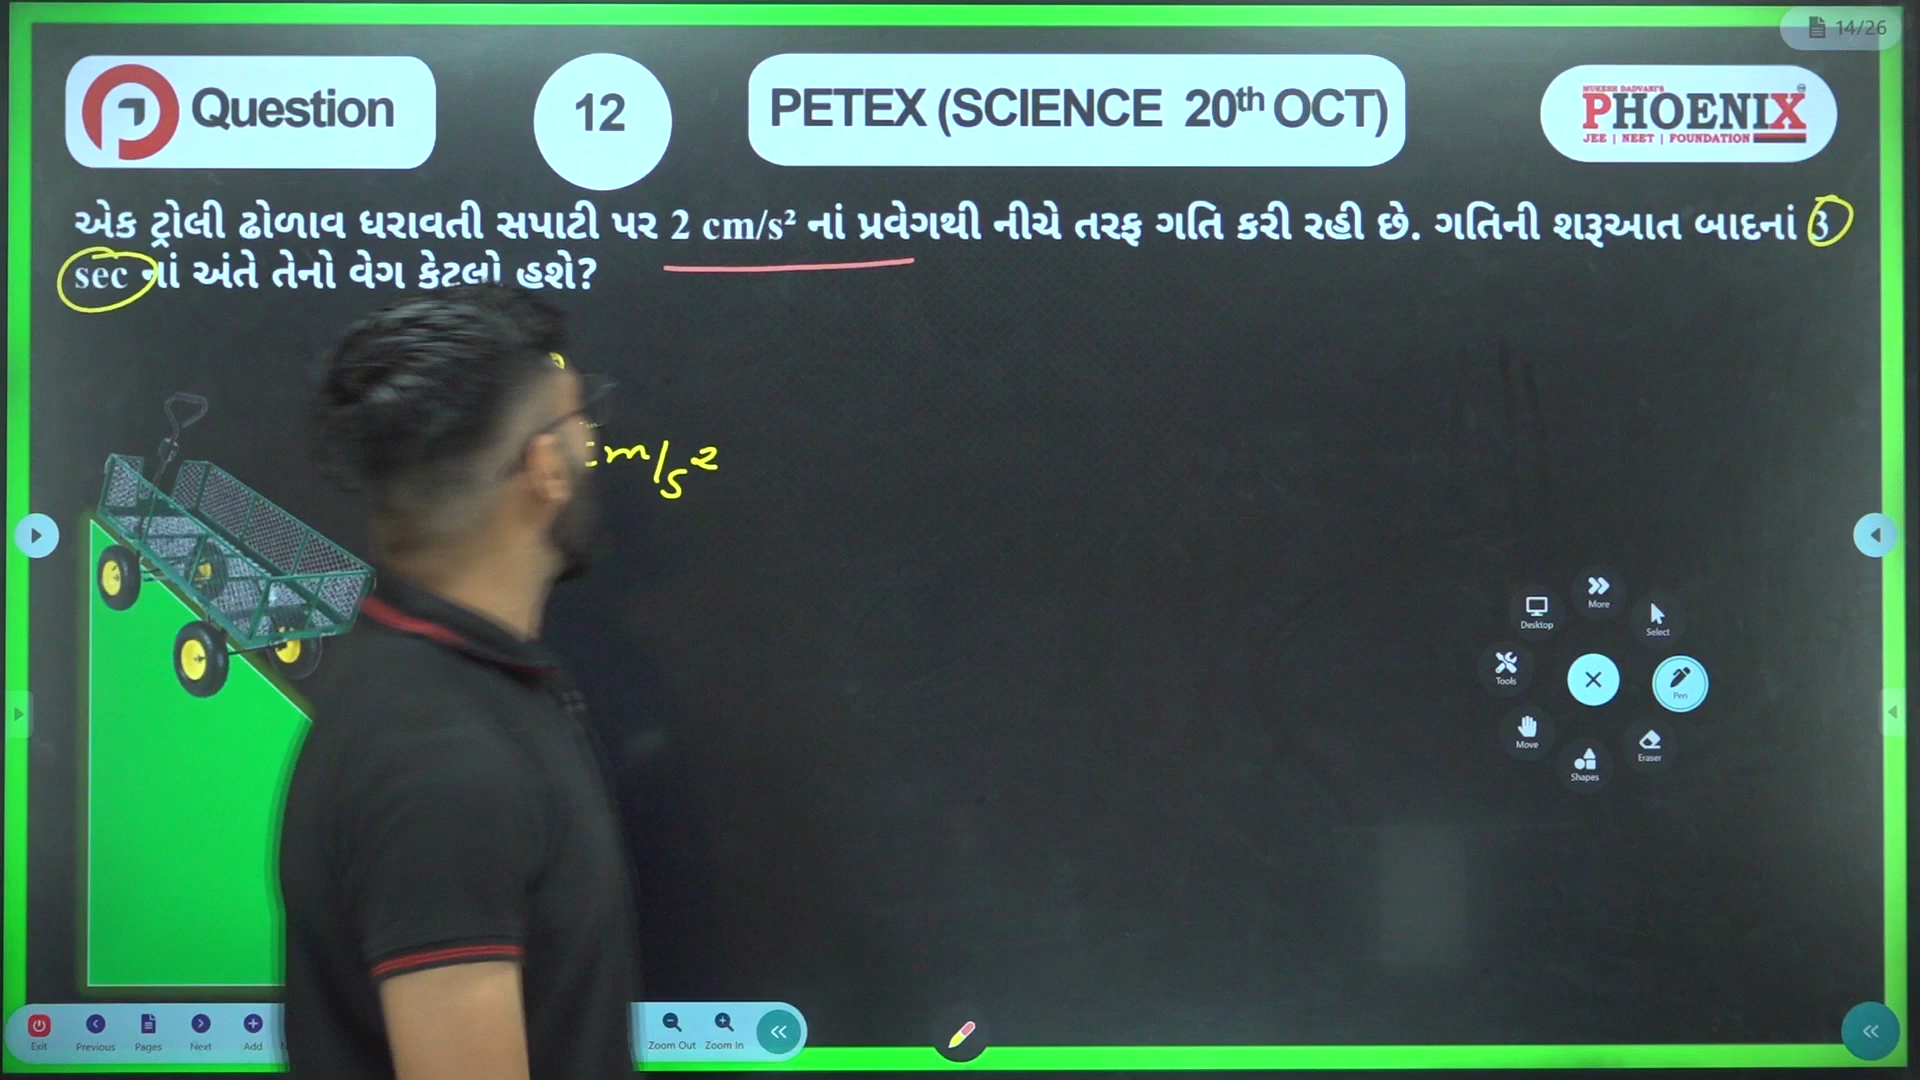 14/26
Question
12
PETEX (SCIENCE 20th OCT)
MUKESH DADVAKI'S
PHOENIX
JEE | NEET | FOUNDATION
એક ટ્રોલી ઢોળાવ ધરાવતી સપાટી પર 2 cm/s² નાં પ્રવેગથી નીચે તરફ ગતિ કરી રહી છે. ગતિની શરૂઆત બાદનાં 3
sec નાં અંતે તેનો વેગ કેટલો હશે?
cm/s²
More
Desktop
Select
Tools
Pen
Move
Eraser
Shapes
Exit
Previous
Pages
Next
Add
Zoom Out
Zoom In